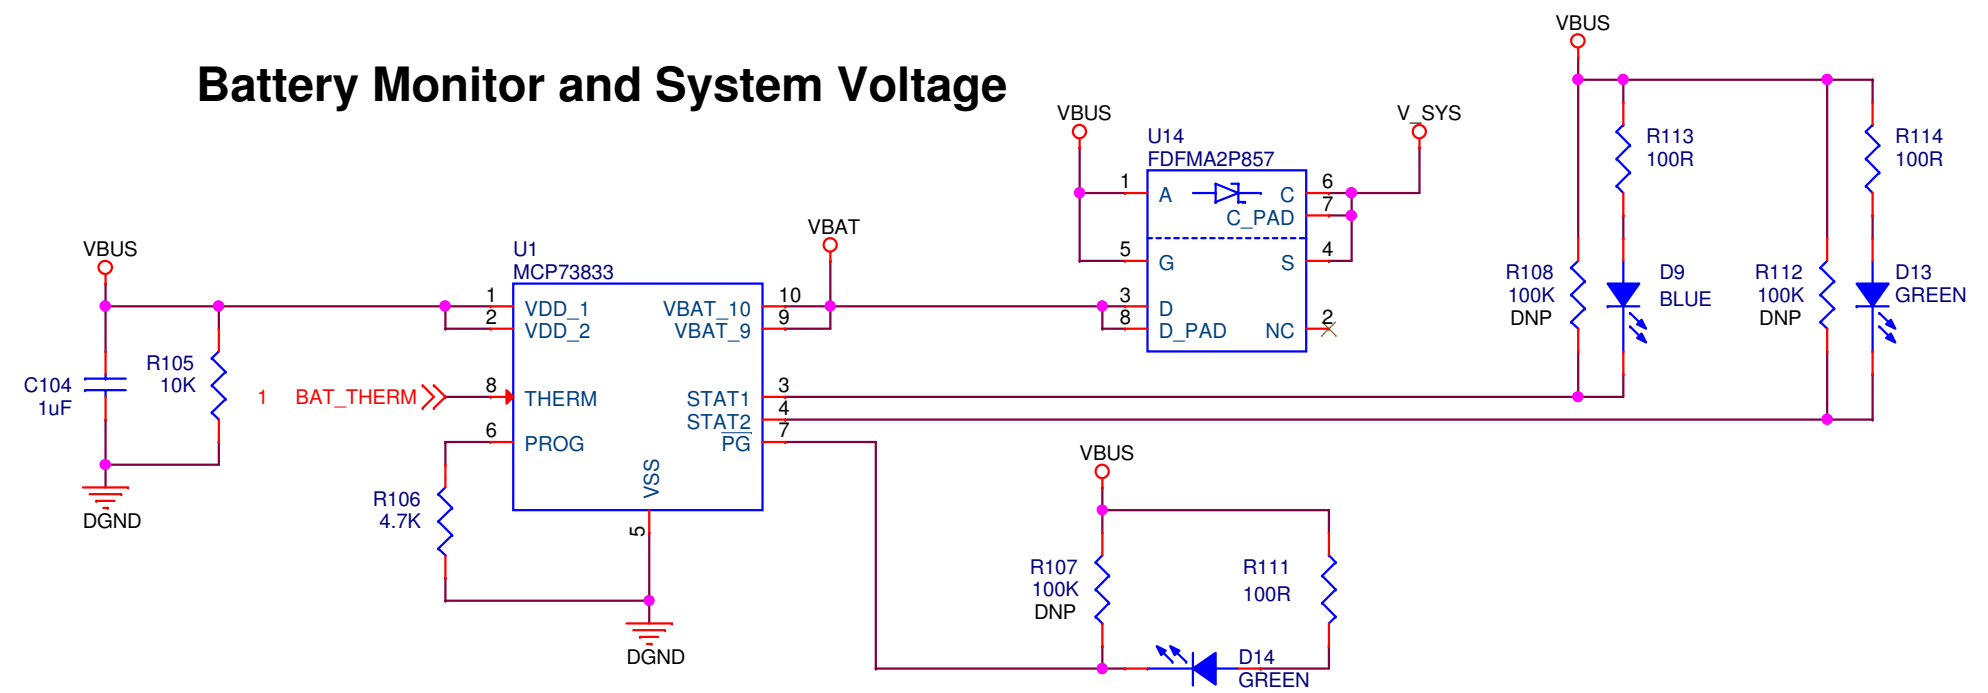 Battery Monitor and System Voltage
VBUS
C104
1uF
R105
10K
DGND
1 BAT_THERM
U1
MCP73833
1 VDD_1
2 VDD_2
8 THERM
6 PROG
VSS
5
VBAT_10 10
VBAT_9 9
STAT1 3
STAT2 4
PG 7
R106
4.7K
DGND
VBAT
VBUS
U14
FDFMA2P857
1 A
5 G
3 D
8 D_PAD
C 6
C_PAD 7
S 4
NC 2
V_SYS
VBUS
R108
100K
DNP
R113
100R
D9
BLUE
R112
100K
DNP
R114
100R
D13
GREEN
VBUS
R107
100K
DNP
R111
100R
D14
GREEN